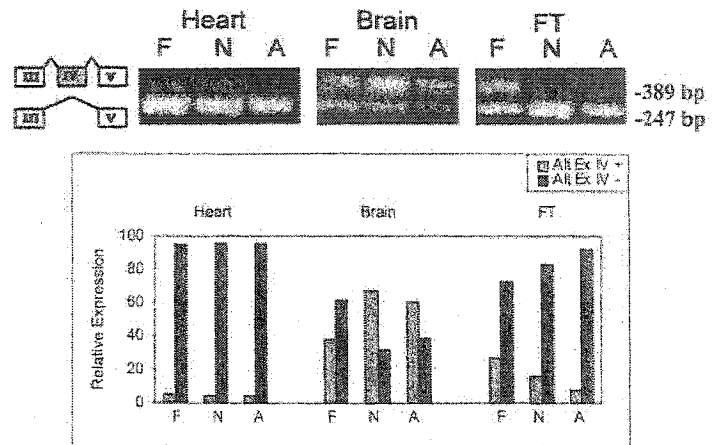 Heart Brain FT
F N A F N A F N A
III IV V
-389 bp
III V
-247 bp
Alt Ex IV +
Alt Ex IV -
Heart Brain FT
Relative Expression
100
80
60
40
20
0
F N A F N A F N A